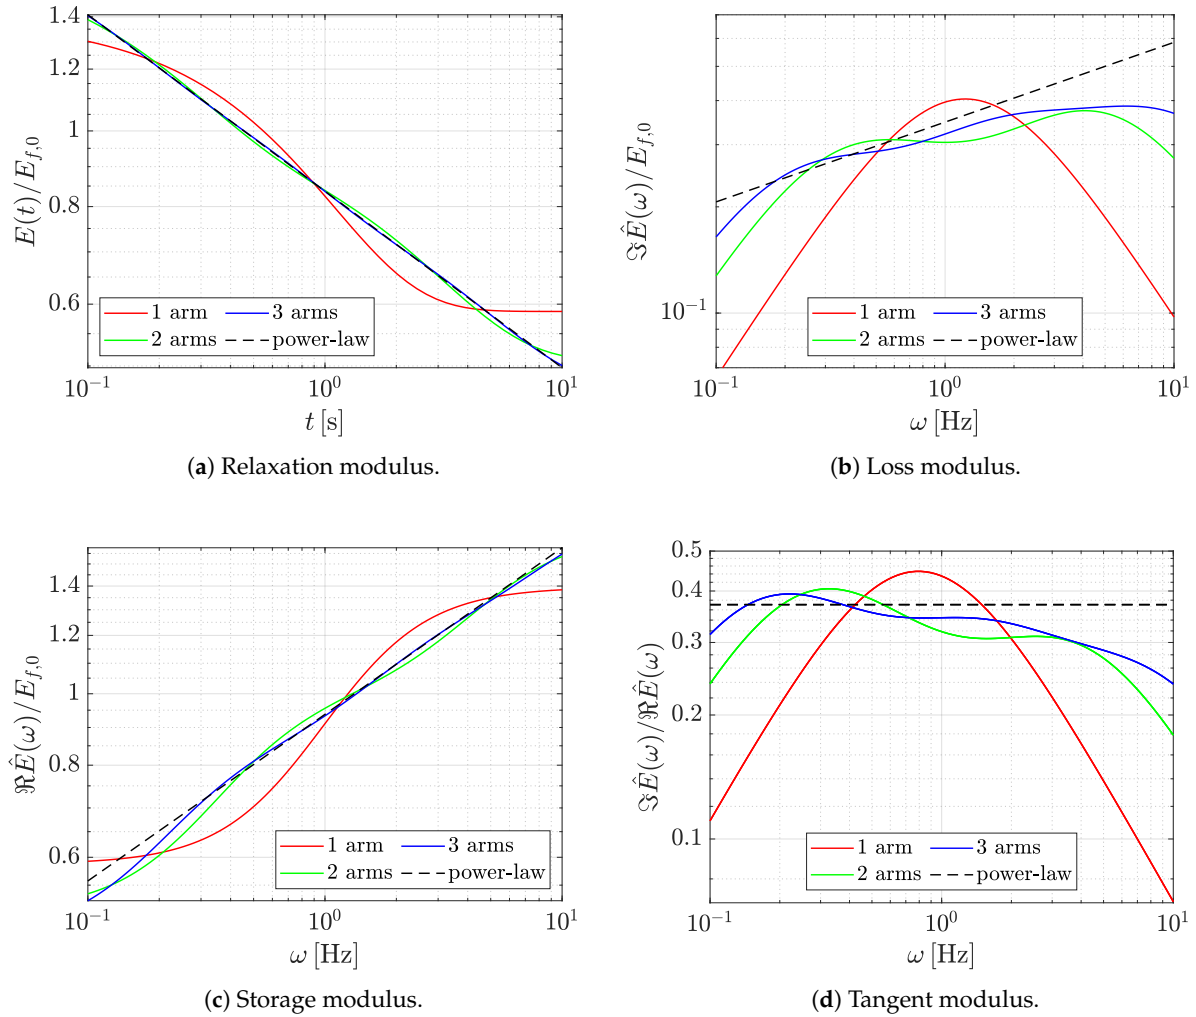 1.4
1.2
1
0.8
0.6
E(t)/E_{f,0}
1 arm
3 arms
2 arms
power-law
10^{-1}
10^{0}
10^{1}
t [s]
(a) Relaxation modulus.
10^{-1}
ℑÊ(ω)/E_{f,0}
1 arm
3 arms
2 arms
power-law
10^{-1}
10^{0}
10^{1}
ω [Hz]
(b) Loss modulus.
1.4
1.2
1
0.8
0.6
ℜÊ(ω)/E_{f,0}
1 arm
3 arms
2 arms
power-law
10^{-1}
10^{0}
10^{1}
ω [Hz]
(c) Storage modulus.
0.5
0.4
0.3
0.2
0.1
ℑÊ(ω)/ℜÊ(ω)
1 arm
3 arms
2 arms
power-law
10^{-1}
10^{0}
10^{1}
ω [Hz]
(d) Tangent modulus.